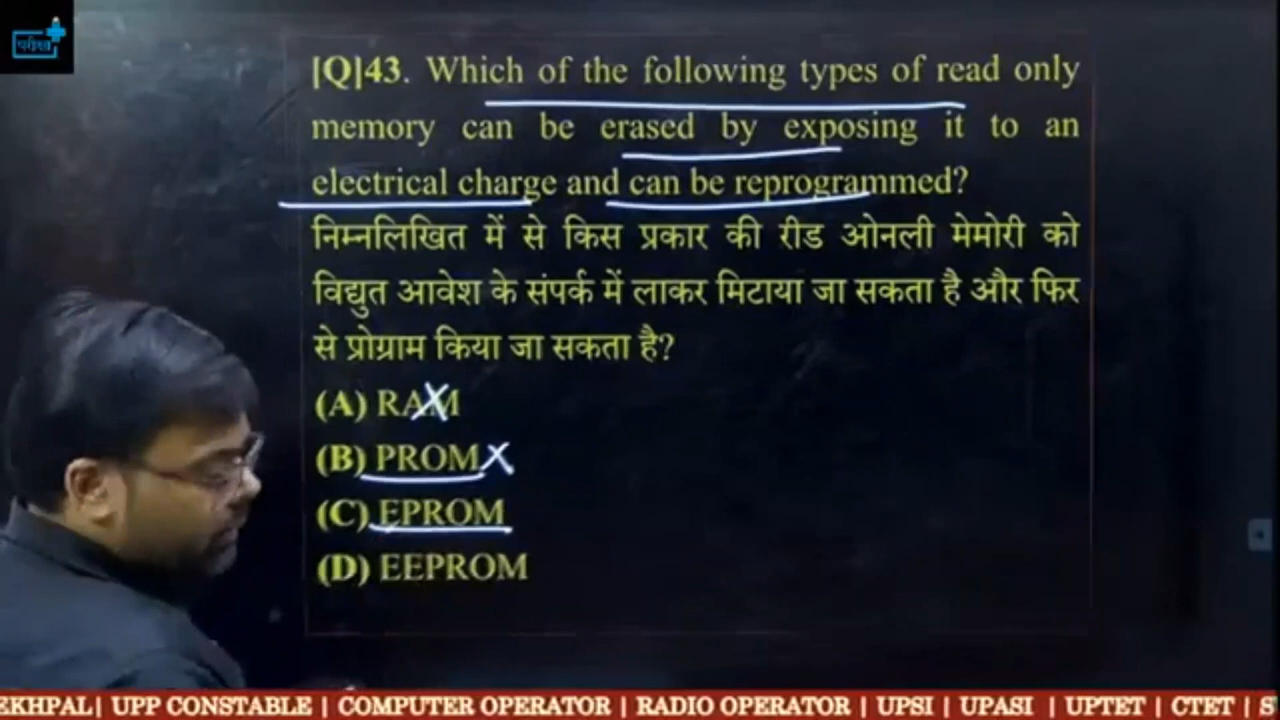 परीक्षा
[Q]43. Which of the following types of read only
memory can be erased by exposing it to an
electrical charge and can be reprogrammed?
निम्नलिखित में से किस प्रकार की रीड ओनली मेमोरी को
विद्युत आवेश के संपर्क में लाकर मिटाया जा सकता है और फिर
से प्रोग्राम किया जा सकता है?
(A) RAM
(B) PROM
(C) EPROM
(D) EEPROM
EKHPAL| UPP CONSTABLE | COMPUTER OPERATOR | RADIO OPERATOR | UPSI | UPASI | UPTET | CTET | S